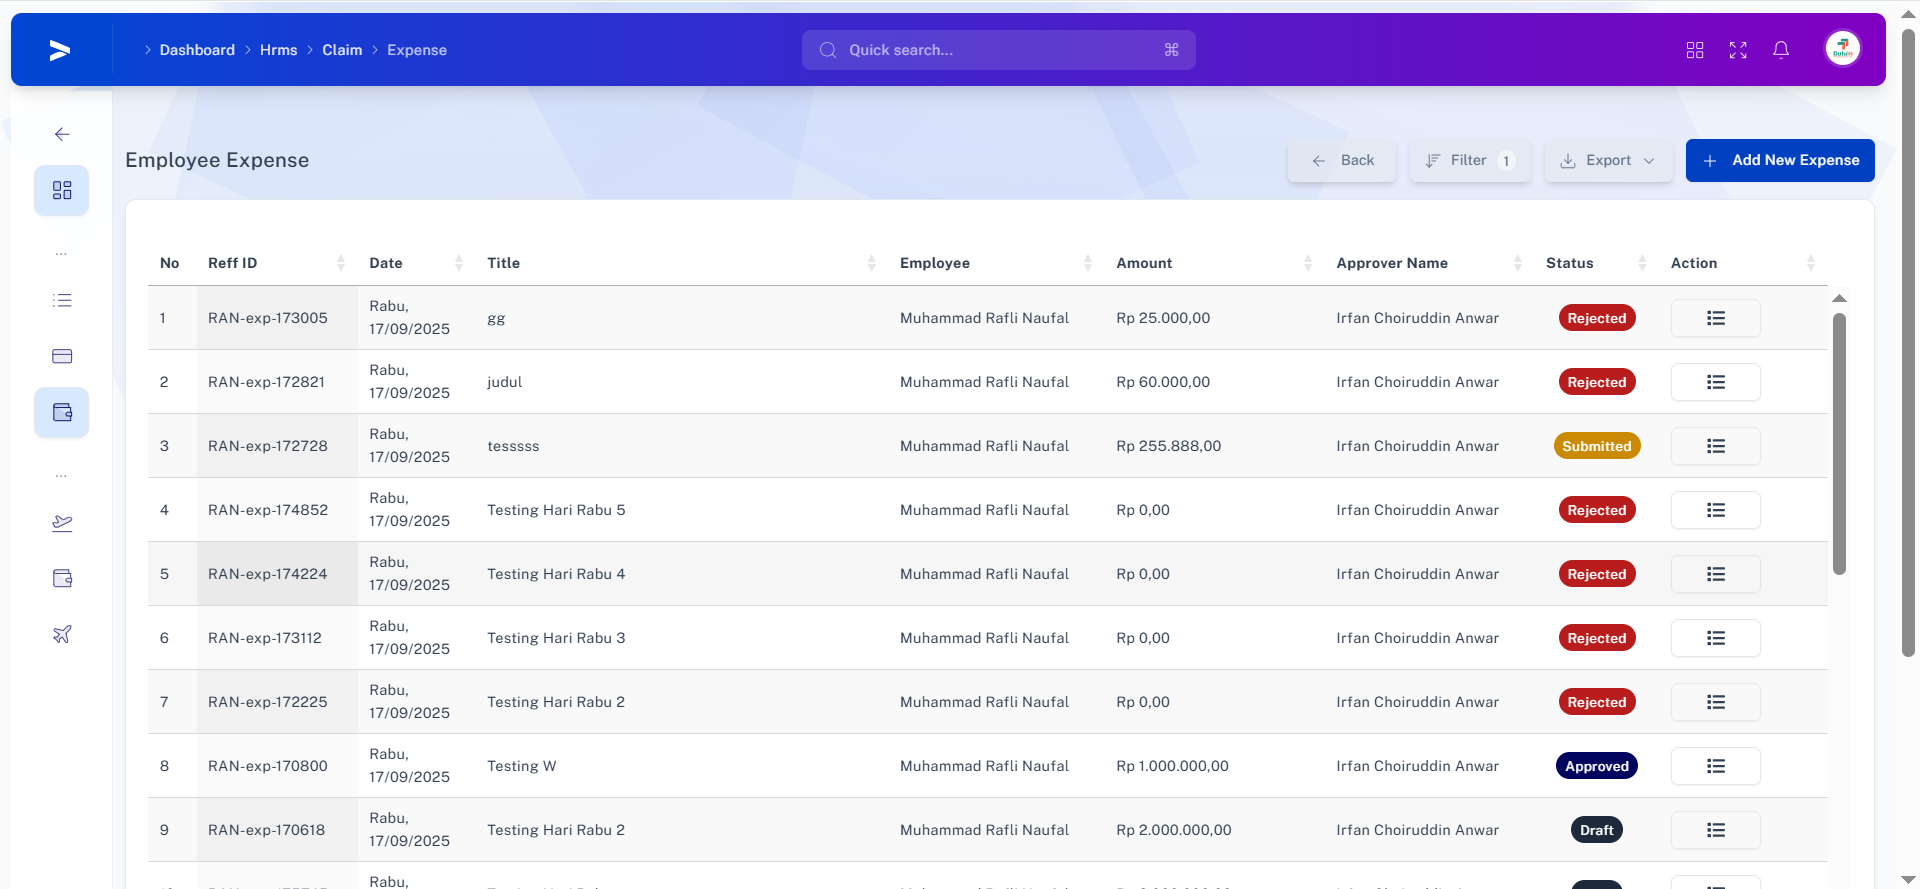 Dashboard > Hrms > Claim > Expense
Quick search...
⌘
Duluin
Employee Expense
Back
Filter 1
Export
Add New Expense
No Reff ID Date Title Employee Amount Approver Name Status Action
1 RAN-exp-173005 Rabu, 17/09/2025 gg Muhammad Rafli Naufal Rp 25.000,00 Irfan Choiruddin Anwar Rejected
2 RAN-exp-172821 Rabu, 17/09/2025 judul Muhammad Rafli Naufal Rp 60.000,00 Irfan Choiruddin Anwar Rejected
3 RAN-exp-172728 Rabu, 17/09/2025 tesssss Muhammad Rafli Naufal Rp 255.888,00 Irfan Choiruddin Anwar Submitted
4 RAN-exp-174852 Rabu, 17/09/2025 Testing Hari Rabu 5 Muhammad Rafli Naufal Rp 0,00 Irfan Choiruddin Anwar Rejected
5 RAN-exp-174224 Rabu, 17/09/2025 Testing Hari Rabu 4 Muhammad Rafli Naufal Rp 0,00 Irfan Choiruddin Anwar Rejected
6 RAN-exp-173112 Rabu, 17/09/2025 Testing Hari Rabu 3 Muhammad Rafli Naufal Rp 0,00 Irfan Choiruddin Anwar Rejected
7 RAN-exp-172225 Rabu, 17/09/2025 Testing Hari Rabu 2 Muhammad Rafli Naufal Rp 0,00 Irfan Choiruddin Anwar Rejected
8 RAN-exp-170800 Rabu, 17/09/2025 Testing W Muhammad Rafli Naufal Rp 1.000.000,00 Irfan Choiruddin Anwar Approved
9 RAN-exp-170618 Rabu, 17/09/2025 Testing Hari Rabu 2 Muhammad Rafli Naufal Rp 2.000.000,00 Irfan Choiruddin Anwar Draft
Rabu,